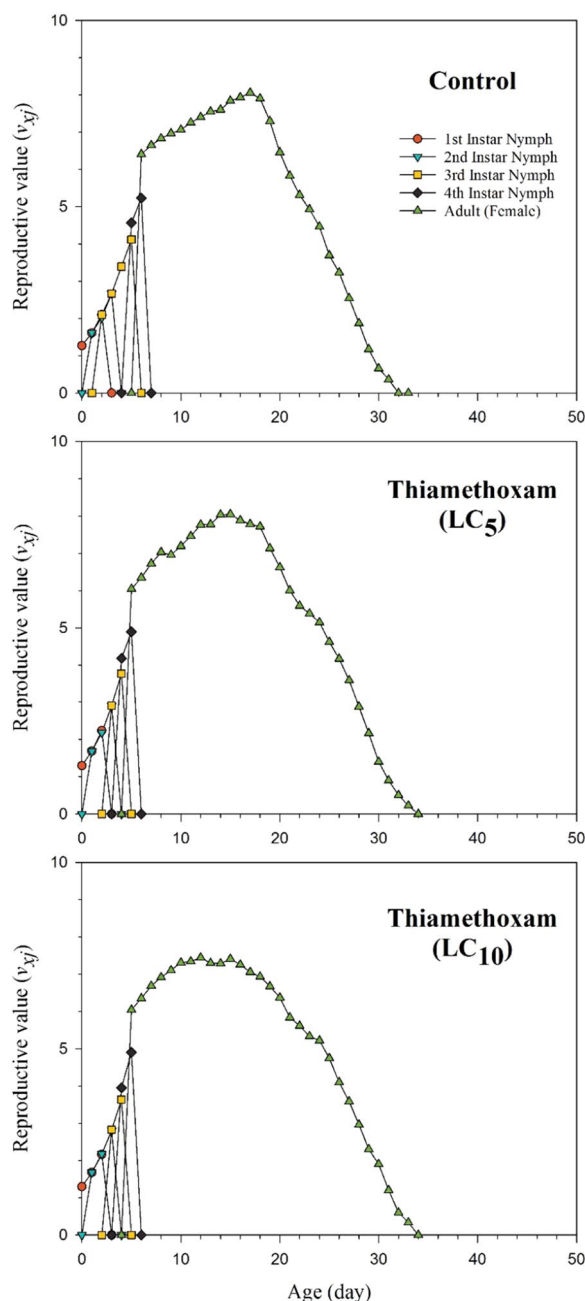 10
Control
1st Instar Nymph
2nd Instar Nymph
3rd Instar Nymph
4th Instar Nymph
Adult (Female)
Reproductive value (vxj)
5
0
0 10 20 30 40 50
10
Thiamethoxam
(LC5)
Reproductive value (vxj)
5
0
0 10 20 30 40 50
10
Thiamethoxam
(LC10)
Reproductive value (vxj)
5
0
0 10 20 30 40 50
Age (day)